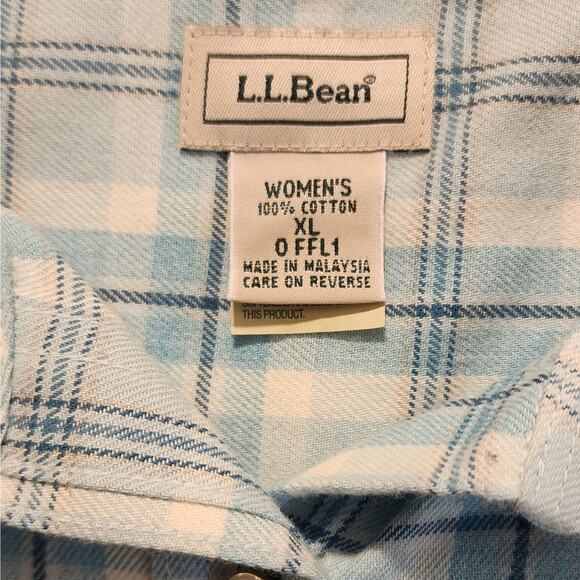 L.L.Bean®
WOMEN'S
100% COTTON
XL
0 FFL1
MADE IN MALAYSIA
CARE ON REVERSE
THIS PRODUCT.